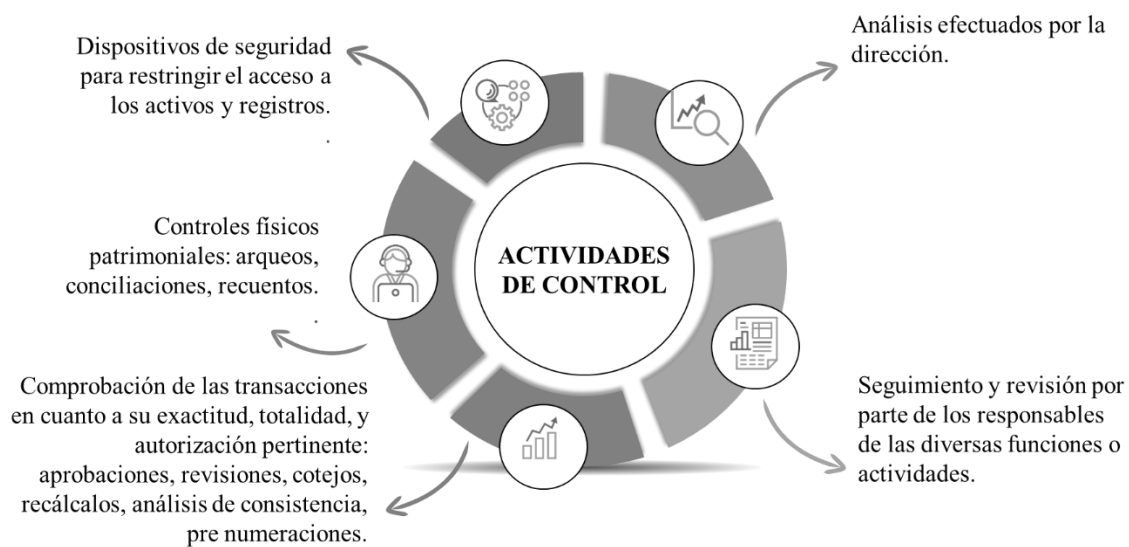 Dispositivos de seguridad
para restringir el acceso a
los activos y registros.
.
Análisis efectuados por la
dirección.
Controles físicos
patrimoniales: arqueos,
conciliaciones, recuentos.
.
ACTIVIDADES
DE CONTROL
Comprobación de las transacciones
en cuanto a su exactitud, totalidad, y
autorización pertinente:
aprobaciones, revisiones, cotejos,
recálcalos, análisis de consistencia,
pre numeraciones.
Seguimiento y revisión por
parte de los responsables
de las diversas funciones o
actividades.